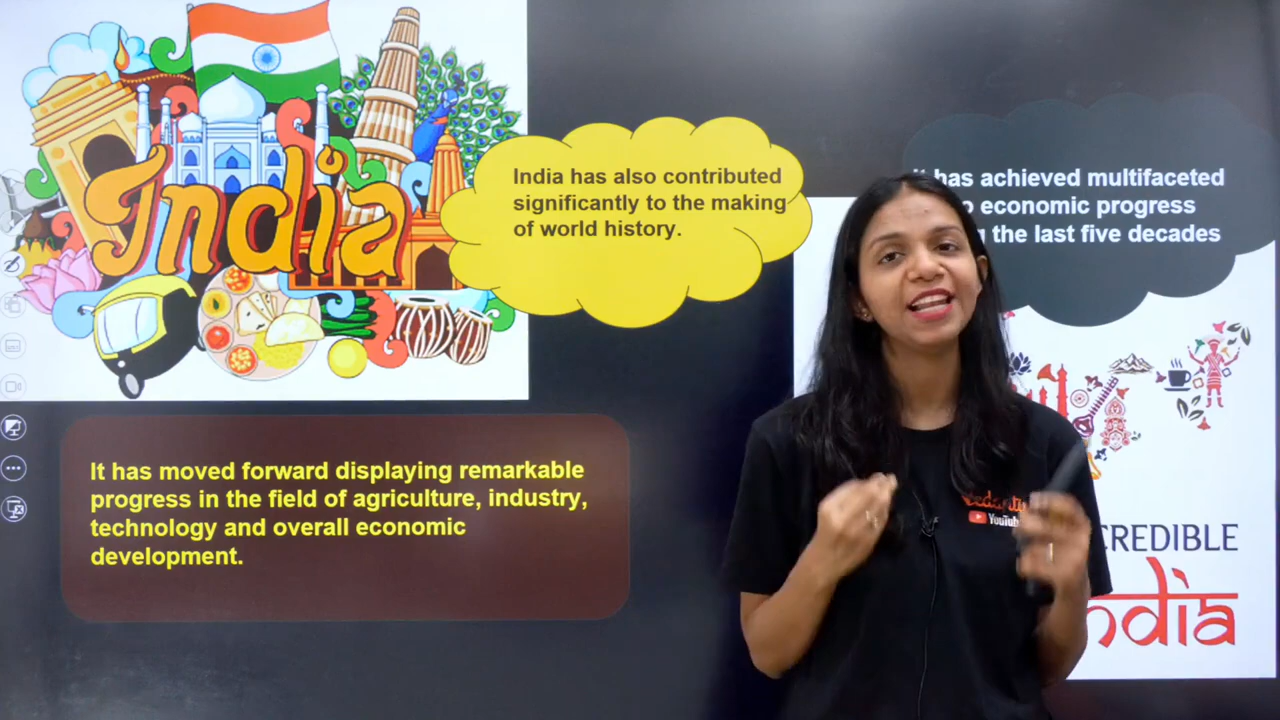 India
India has also contributed
significantly to the making
of world history.
has achieved multifaceted
economic progress
the last five decades
It has moved forward displaying remarkable
progress in the field of agriculture, industry,
technology and overall economic
development.
YouTube
CREDIBLE
ndia